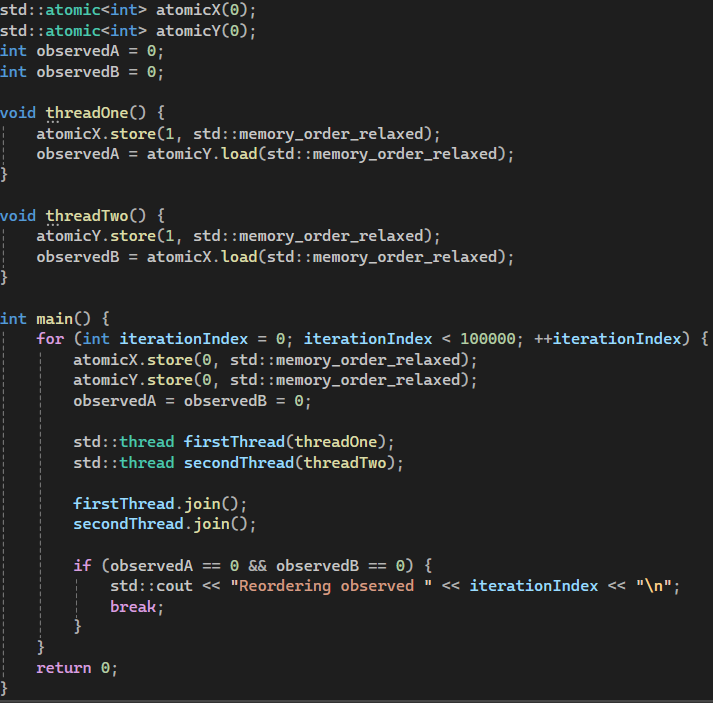 std::atomic<int> atomicX(0);
std::atomic<int> atomicY(0);
int observedA = 0;
int observedB = 0;

void threadOne() {
    atomicX.store(1, std::memory_order_relaxed);
    observedA = atomicY.load(std::memory_order_relaxed);
}

void threadTwo() {
    atomicY.store(1, std::memory_order_relaxed);
    observedB = atomicX.load(std::memory_order_relaxed);
}

int main() {
    for (int iterationIndex = 0; iterationIndex < 100000; ++iterationIndex) {
        atomicX.store(0, std::memory_order_relaxed);
        atomicY.store(0, std::memory_order_relaxed);
        observedA = observedB = 0;

        std::thread firstThread(threadOne);
        std::thread secondThread(threadTwo);

        firstThread.join();
        secondThread.join();

        if (observedA == 0 && observedB == 0) {
            std::cout << "Reordering observed " << iterationIndex << "\n";
            break;
        }
    }
    return 0;
}